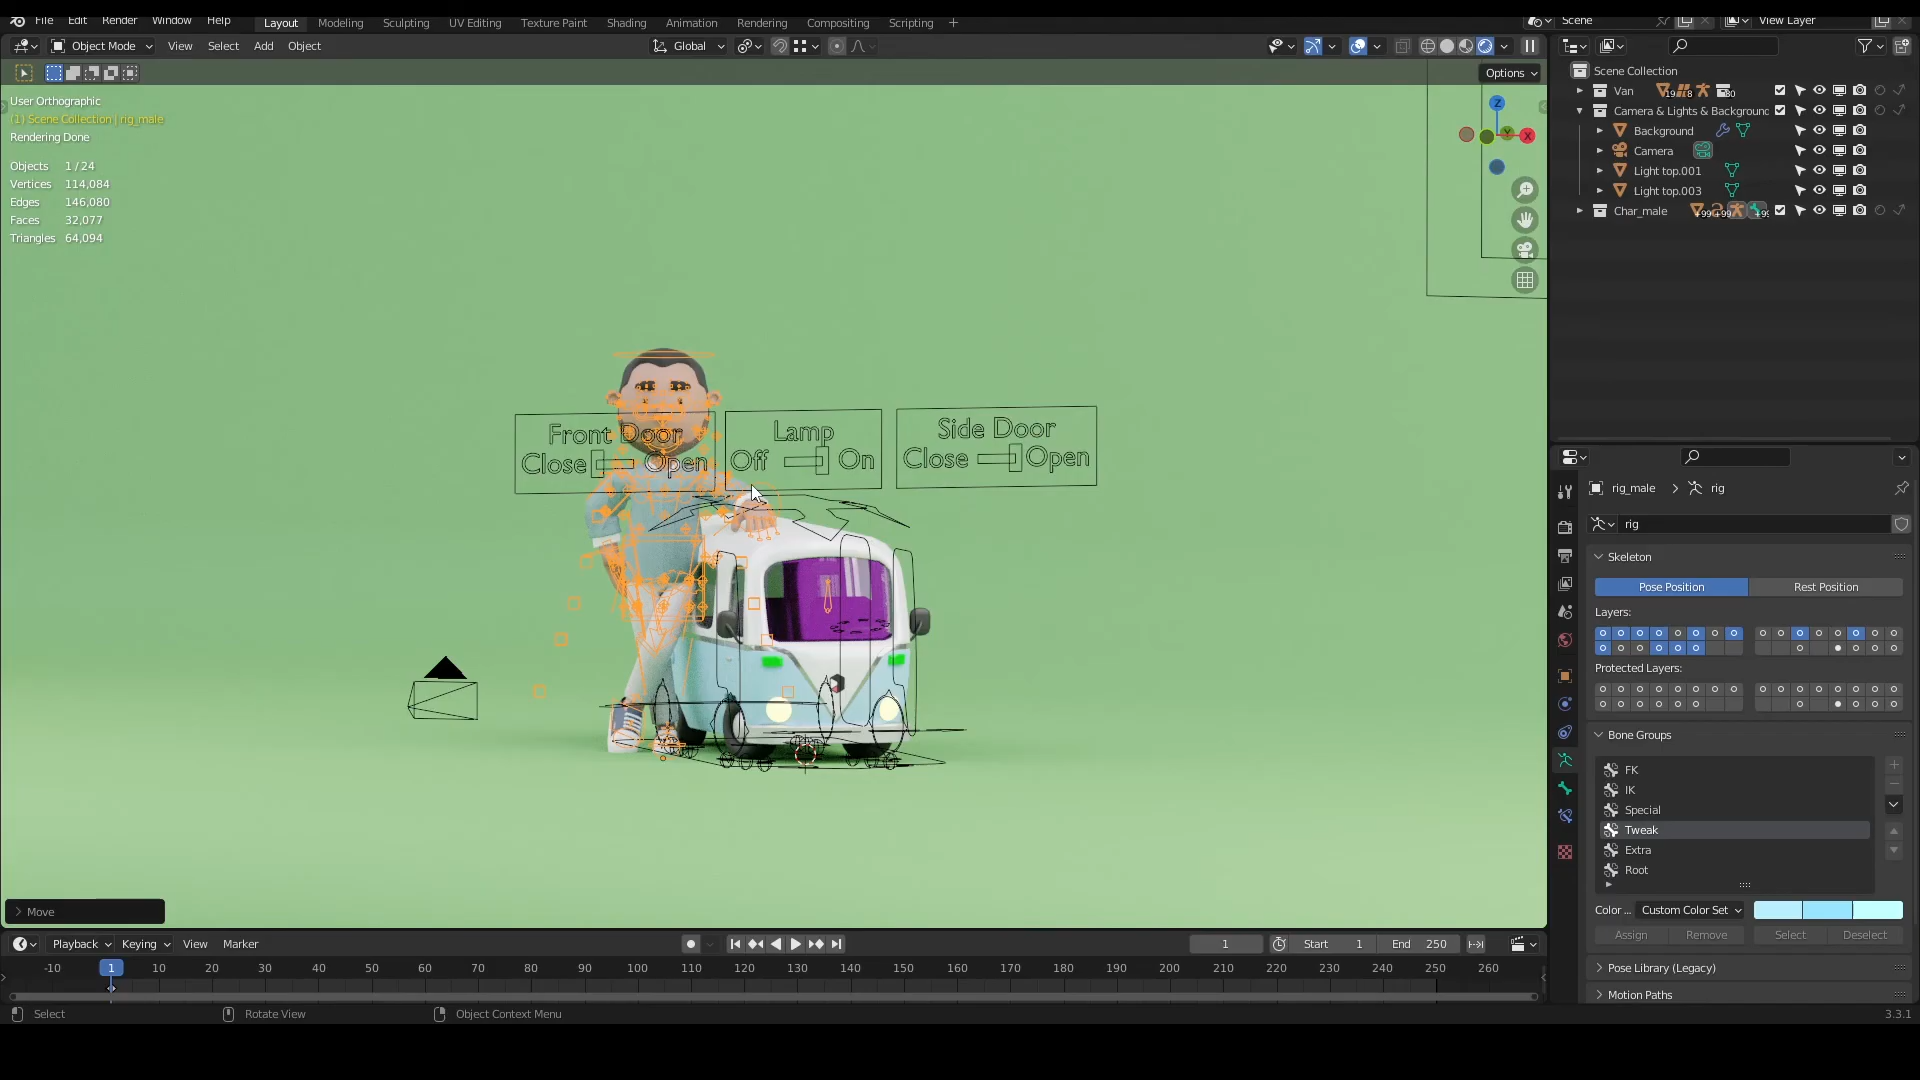 File Edit Render Window Help Layout Modeling Sculpting UV Editing Texture Paint Shading Animation Rendering Compositing Scripting + Scene View Layer
Object Mode View Select Add Object Global
Options
User Orthographic
(1) Scene Collection | rig_male
Rendering Done
Objects 1 / 24
Vertices 114,084
Edges 146,080
Faces 32,077
Triangles 64,094
Z
Y
X
Front Door
Close Open
Lamp
Off On
Side Door
Close Open
Move
Scene Collection
Van
Camera & Lights & Background
Background
Camera
Light top.001
Light top.003
Char_male
rig_male > rig
rig
Skeleton
Pose Position Rest Position
Layers:
Protected Layers:
Bone Groups
FK
IK
Special
Tweak
Extra
Root
Color ... Custom Color Set
Assign Remove Select Deselect
Pose Library (Legacy)
Motion Paths
Playback Keying View Marker 1 Start 1 End 250
-10 1 10 20 30 40 50 60 70 80 90 100 110 120 130 140 150 160 170 180 190 200 210 220 230 240 250 260
Select Rotate View Object Context Menu 3.3.1